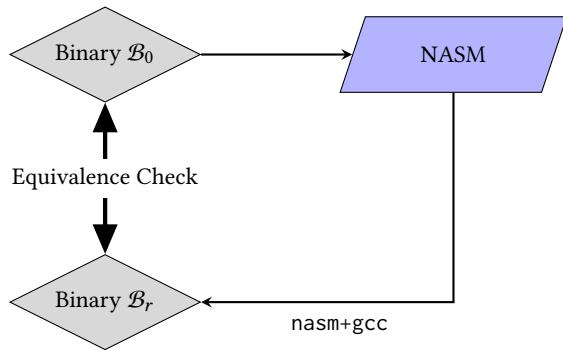 Binary ℬ₀
NASM
Equivalence Check
Binary ℬᵣ
nasm+gcc